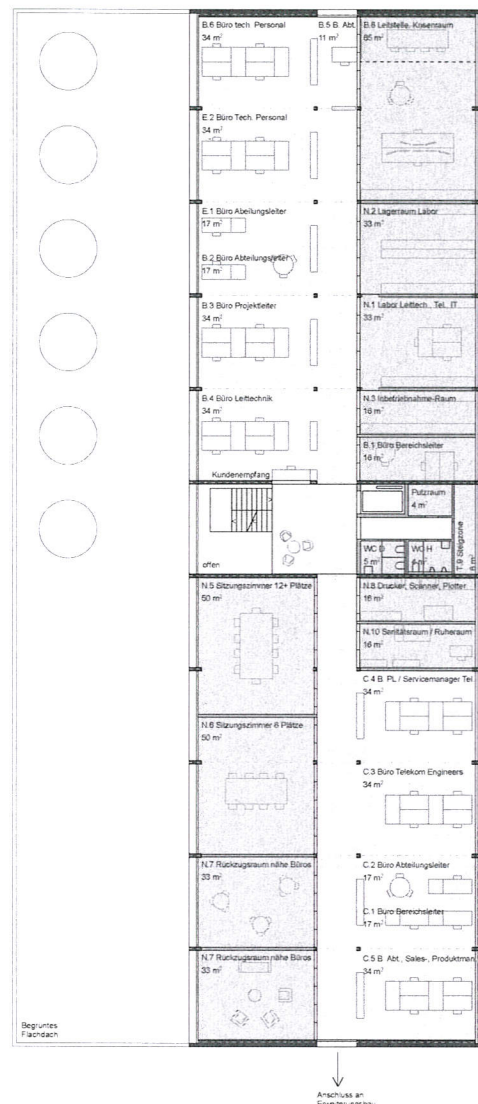 B.6 Büro tech. Personal
34 m²
B.5 B. Abt.
11 m²
B.8 Leitstelle, Krisenraum
65 m²
E.2 Büro Tech. Personal
34 m²
E.1 Büro Abeilungsleiter
17 m²
N.2 Lagerraum Labor
33 m²
B.2 Büro Abteilungsleiter
17 m²
B.3 Büro Projektleiter
34 m²
N.1 Labor Leittech., Tel., IT
33 m²
B.4 Büro Leittechnik
34 m²
N.3 Inbetriebnahme-Raum
16 m²
B.1 Büro Bereichsleiter
16 m²
Kundenempfang
Putzraum
4 m²
offen
WC D
5 m²
WC H
T.9 Steigzone
8 m²
N.5 Sitzungszimmer 12+ Plätze
50 m²
N.8 Drucker, Scanner, Plotter
16 m²
N.10 Sanitätsraum / Ruheraum
16 m²
C.4 B. PL / Servicemanager Tel.
34 m²
N.6 Sitzungszimmer 8 Plätze
50 m²
C.3 Büro Telekom Engineers
34 m²
N.7 Rückzugsraum nähe Büros
33 m²
C.2 Büro Abteilungsleiter
17 m²
C.1 Büro Bereichsleiter
17 m²
N.7 Rückzugsraum nähe Büros
33 m²
C.5 B. Abt., Sales-, Produktman.
34 m²
Begrüntes
Flachdach
Anschluss an
Erweiterungsbau